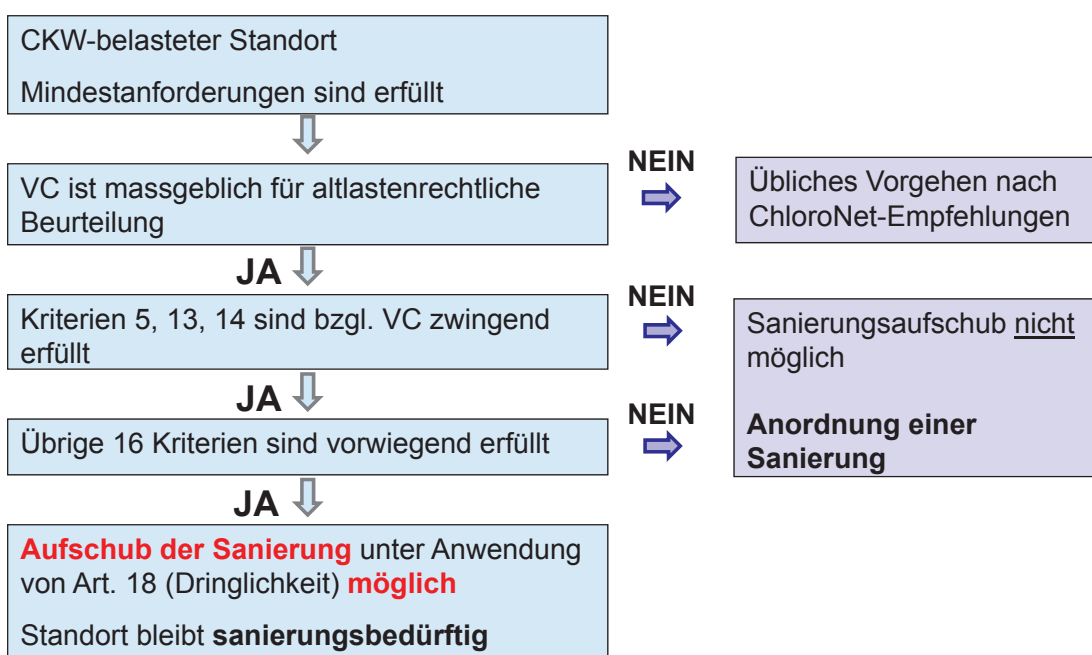 CKW-belasteter Standort
Mindestanforderungen sind erfüllt
VC ist massgeblich für altlastenrechtliche
Beurteilung
NEIN
Übliches Vorgehen nach
ChloroNet-Empfehlungen
JA
Kriterien 5, 13, 14 sind bzgl. VC zwingend
erfüllt
NEIN
Sanierungsaufschub nicht
möglich
Anordnung einer
Sanierung
JA
Übrige 16 Kriterien sind vorwiegend erfüllt
NEIN
JA
Aufschub der Sanierung unter Anwendung
von Art. 18 (Dringlichkeit) möglich
Standort bleibt sanierungsbedürftig